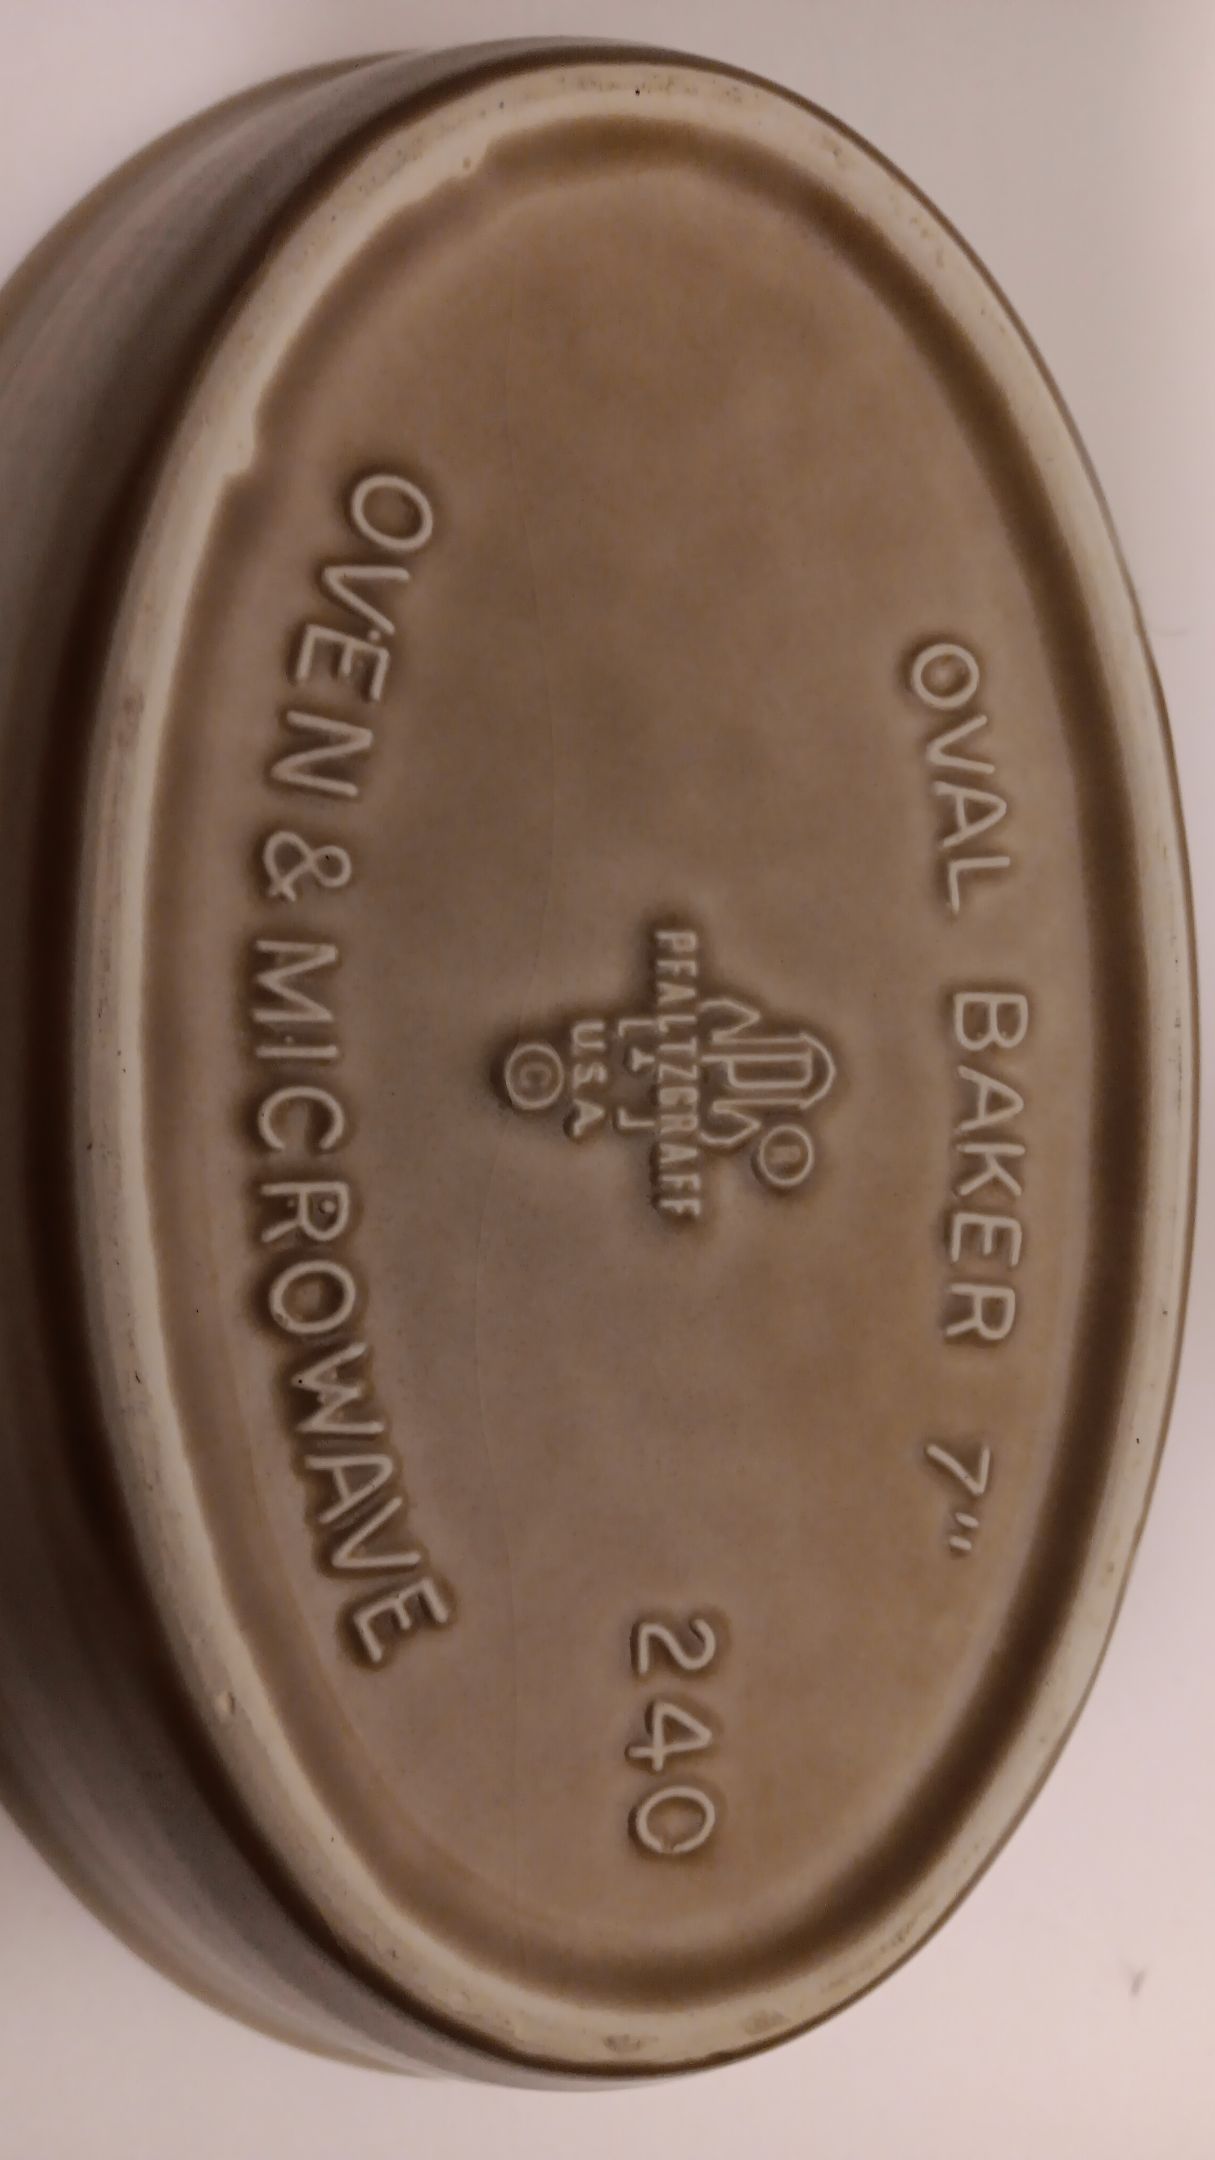 OVAL BAKER 7"
®
P
PFALTZGRAFF
U.S.A
©
240
OVEN & MICROWAVE